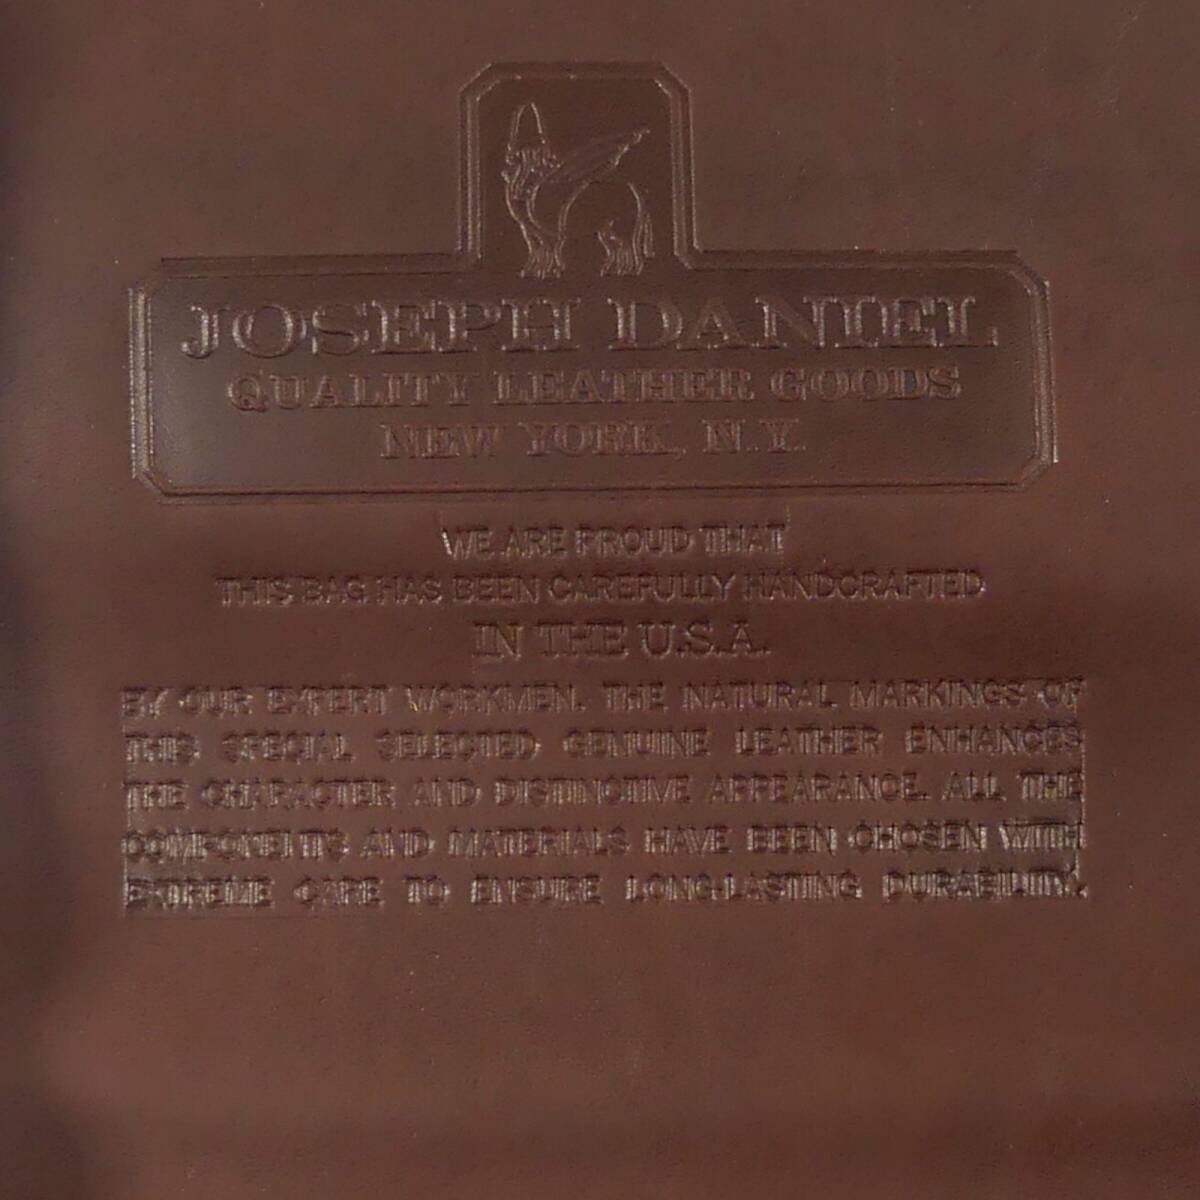 JOSEPH DANIEL
QUALITY LEATHER GOODS
NEW YORK, N.Y.
WE ARE PROUD THAT
THIS BAG HAS BEEN CAREFULLY HANDCRAFTED
IN THE U.S.A.
BY OUR EXPERT WORKMEN. THE NATURAL MARKINGS OF
THIS SPECIAL SELECTED GENUINE LEATHER ENHANCES
THE CHARACTER AND DISTINCTIVE APPEARANCE. ALL THE
COMPONENTS AND MATERIALS HAVE BEEN CHOSEN WITH
EXTREME CARE TO ENSURE LONG-LASTING DURABILITY.